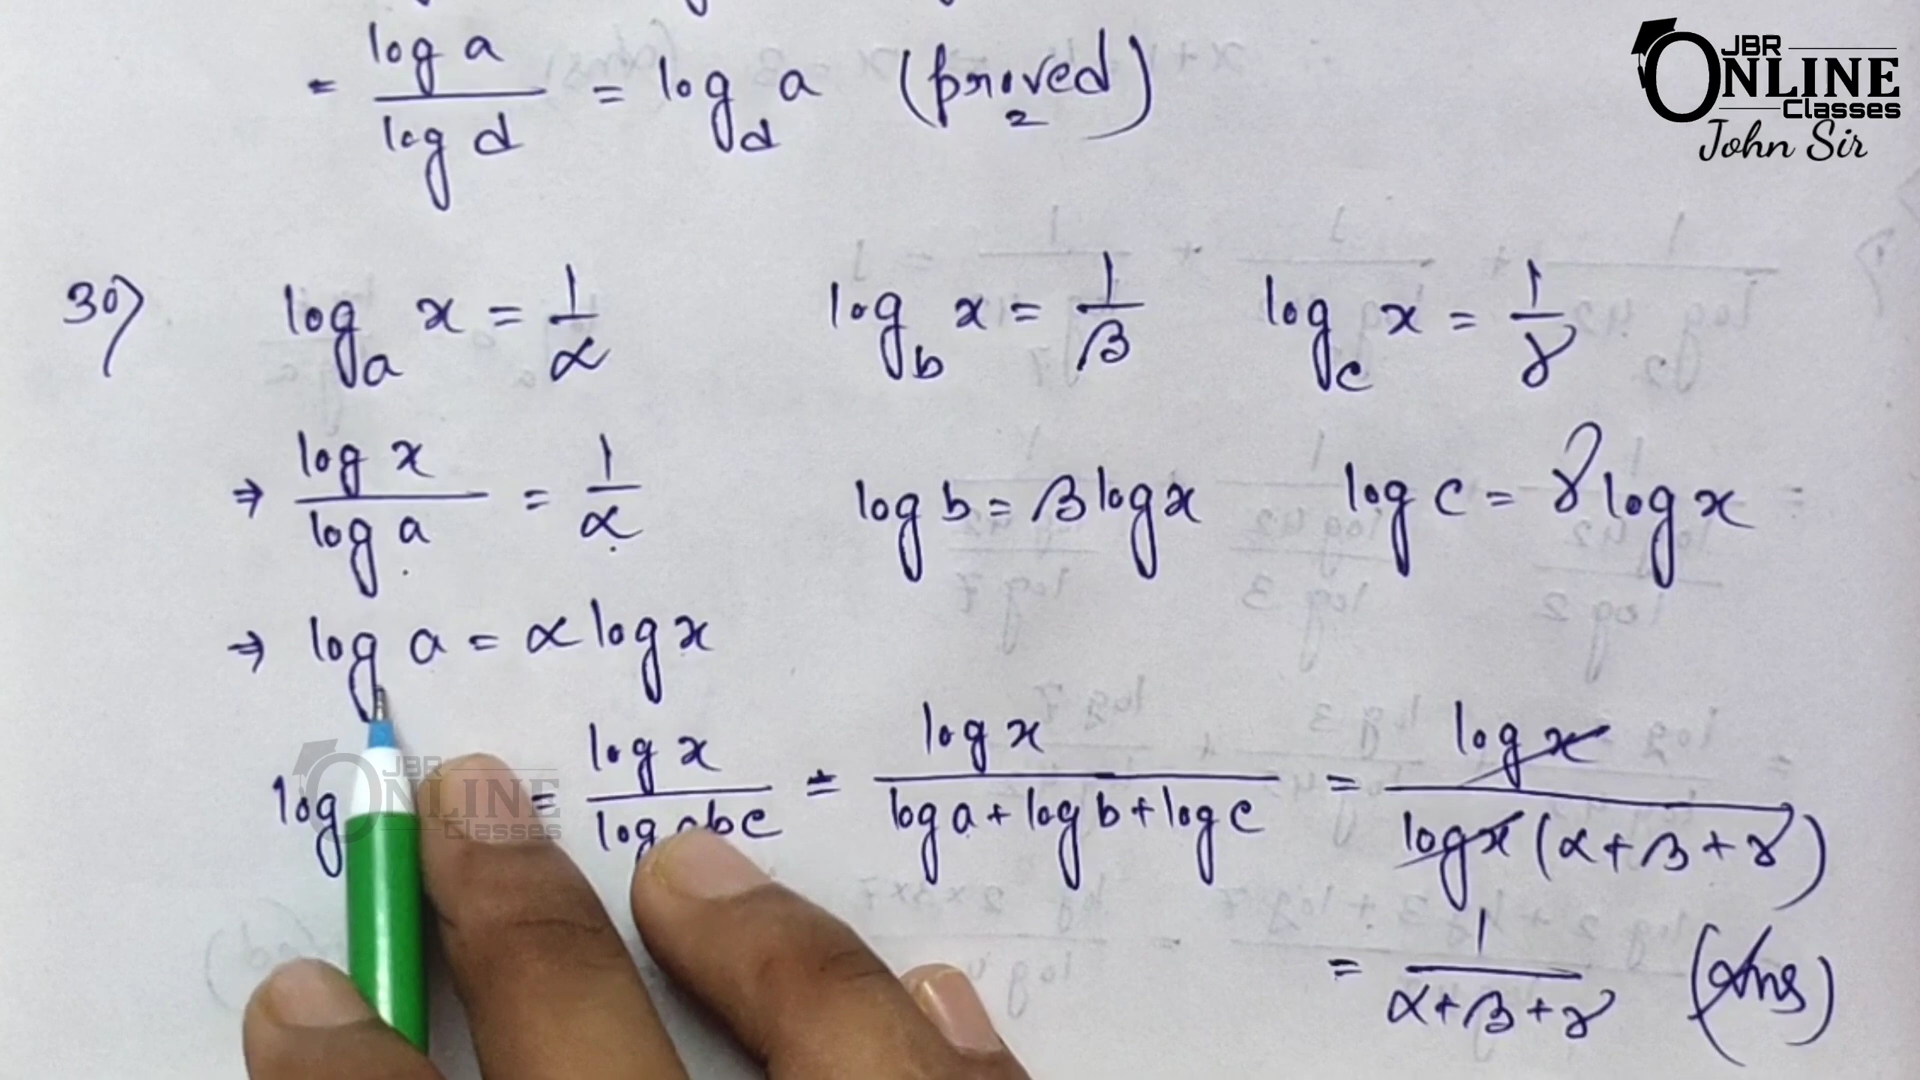 JBR
ONLINE
Classes
John Sir
= log a / log d = log_d a (proved)
30) log_a x = 1/α log_b x = 1/β log_c x = 1/γ
⇒ log x / log a = 1/α log b = β log x log c = γ log x
⇒ log a = α log x
log = log x / log abc = log x / log a + log b + log c = log x / log x (α + β + γ)
= 1 / α + β + γ (Ans)
JBR
ONLINE
Classes